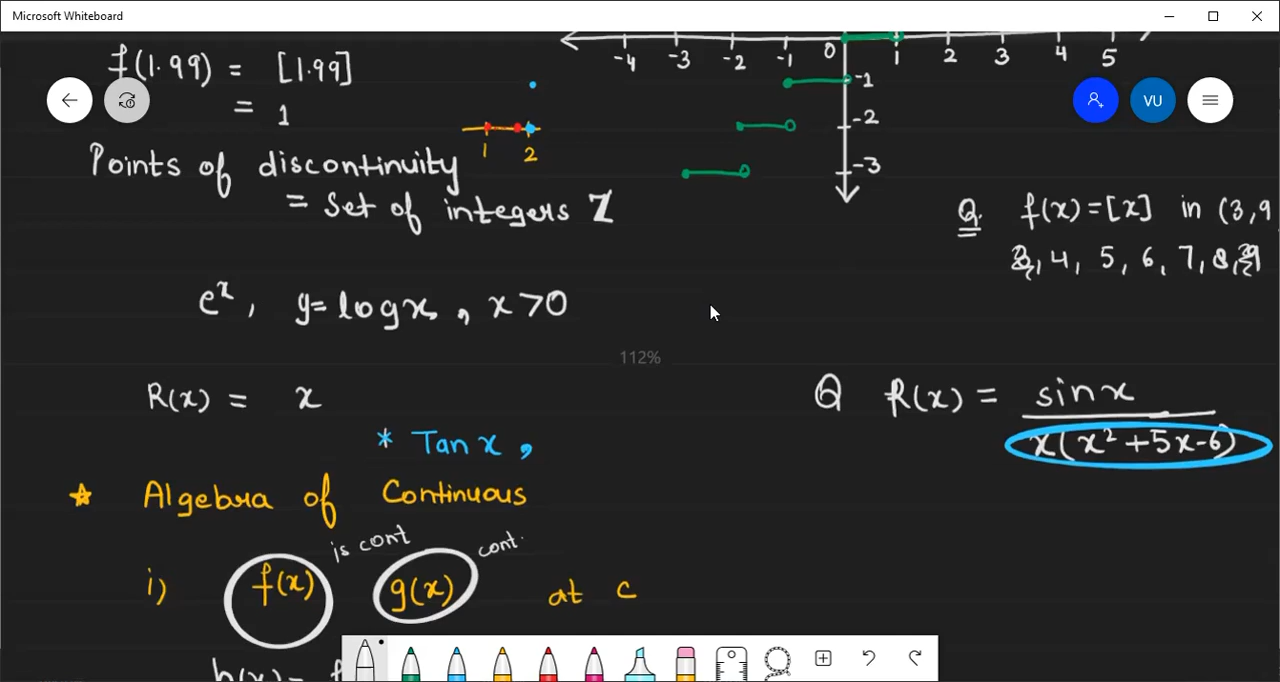 Microsoft Whiteboard
f(1.99) = [1.99]
= 1
1 2
-4 -3 -2 -1 0 1 2 3 4 5
-1
-2
-3
VU
Points of discontinuity
= Set of integers Z
Q. f(x) = [x] in (3,9
4, 5, 6, 7, 8,
e^x, y = log x, x > 0
112%
R(x) = x
Q R(x) = sin x / x(x² + 5x - 6)
* Tan x ,
☆ Algebra of Continuous
is cont cont.
i) f(x) g(x) at c
h(x) =